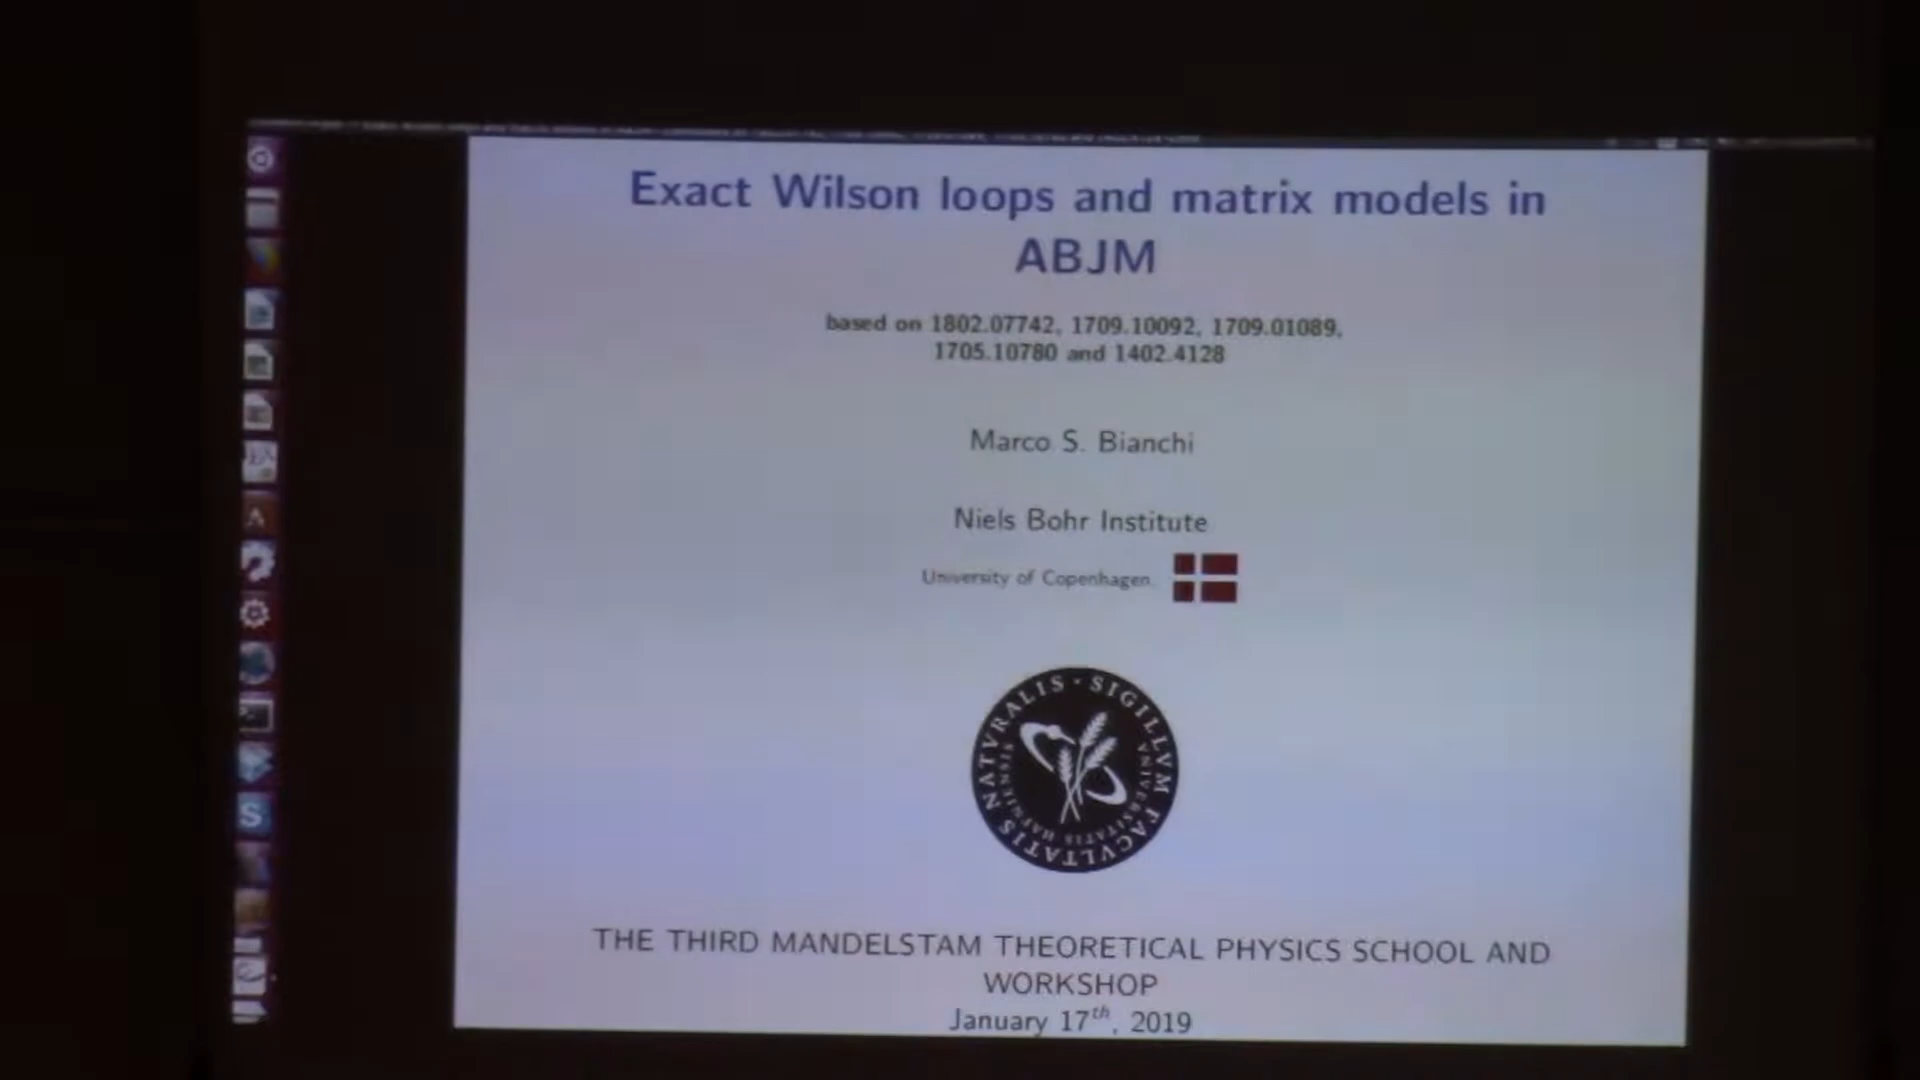 Exact Wilson loops and matrix models in
ABJM
based on 1802.07742, 1709.10092, 1709.01089,
1705.10780 and 1402.4128
Marco S. Bianchi
Niels Bohr Institute
University of Copenhagen
SIGILLVM FACVLTATIS NATVRALIS
VNIVERSITATIS HAFNIENSIS
THE THIRD MANDELSTAM THEORETICAL PHYSICS SCHOOL AND
WORKSHOP
January 17th, 2019